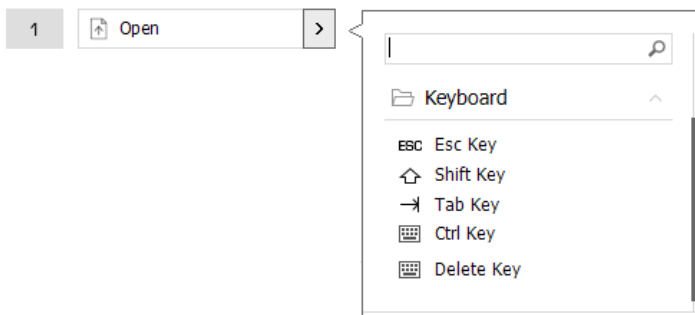 1 Open
Keyboard
ESC Esc Key
Shift Key
Tab Key
Ctrl Key
Delete Key